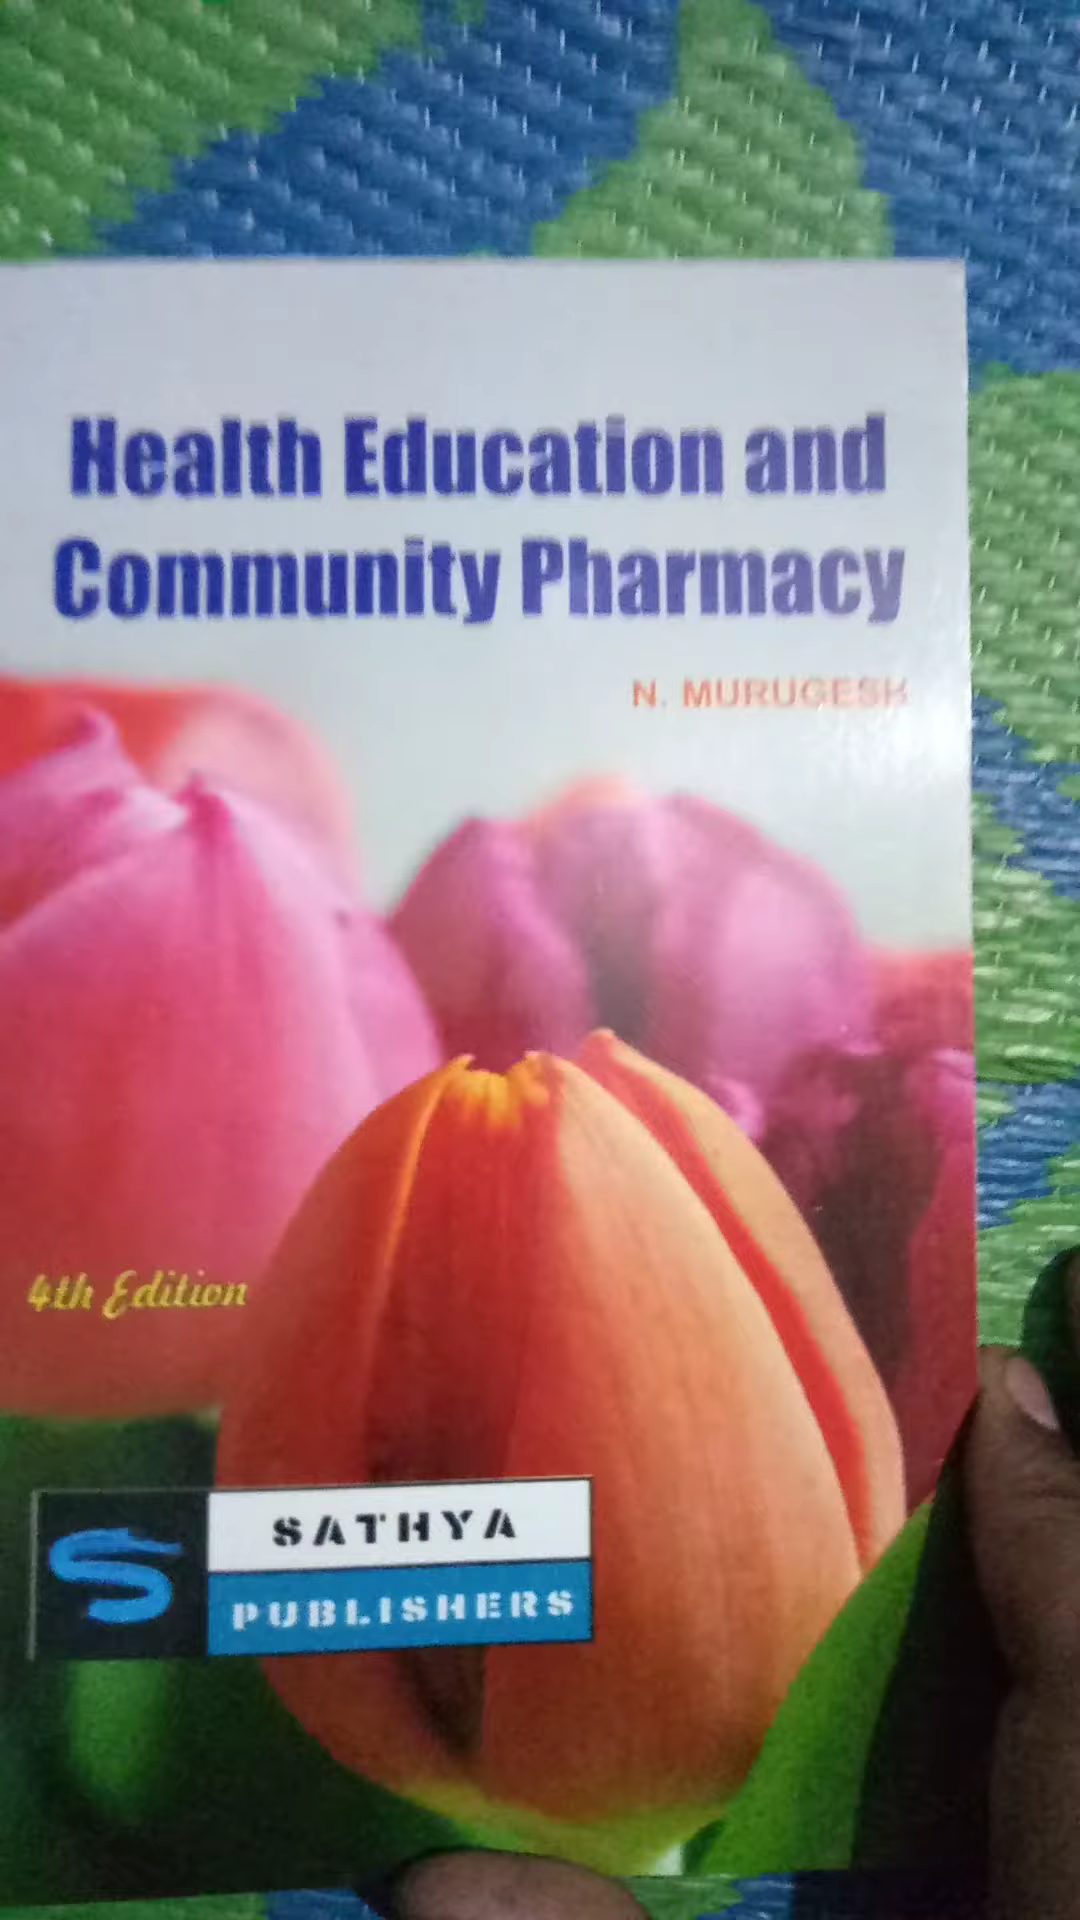 Health Education and
Community Pharmacy
N. MURUGESH
4th Edition
S
SATHYA
PUBLISHERS